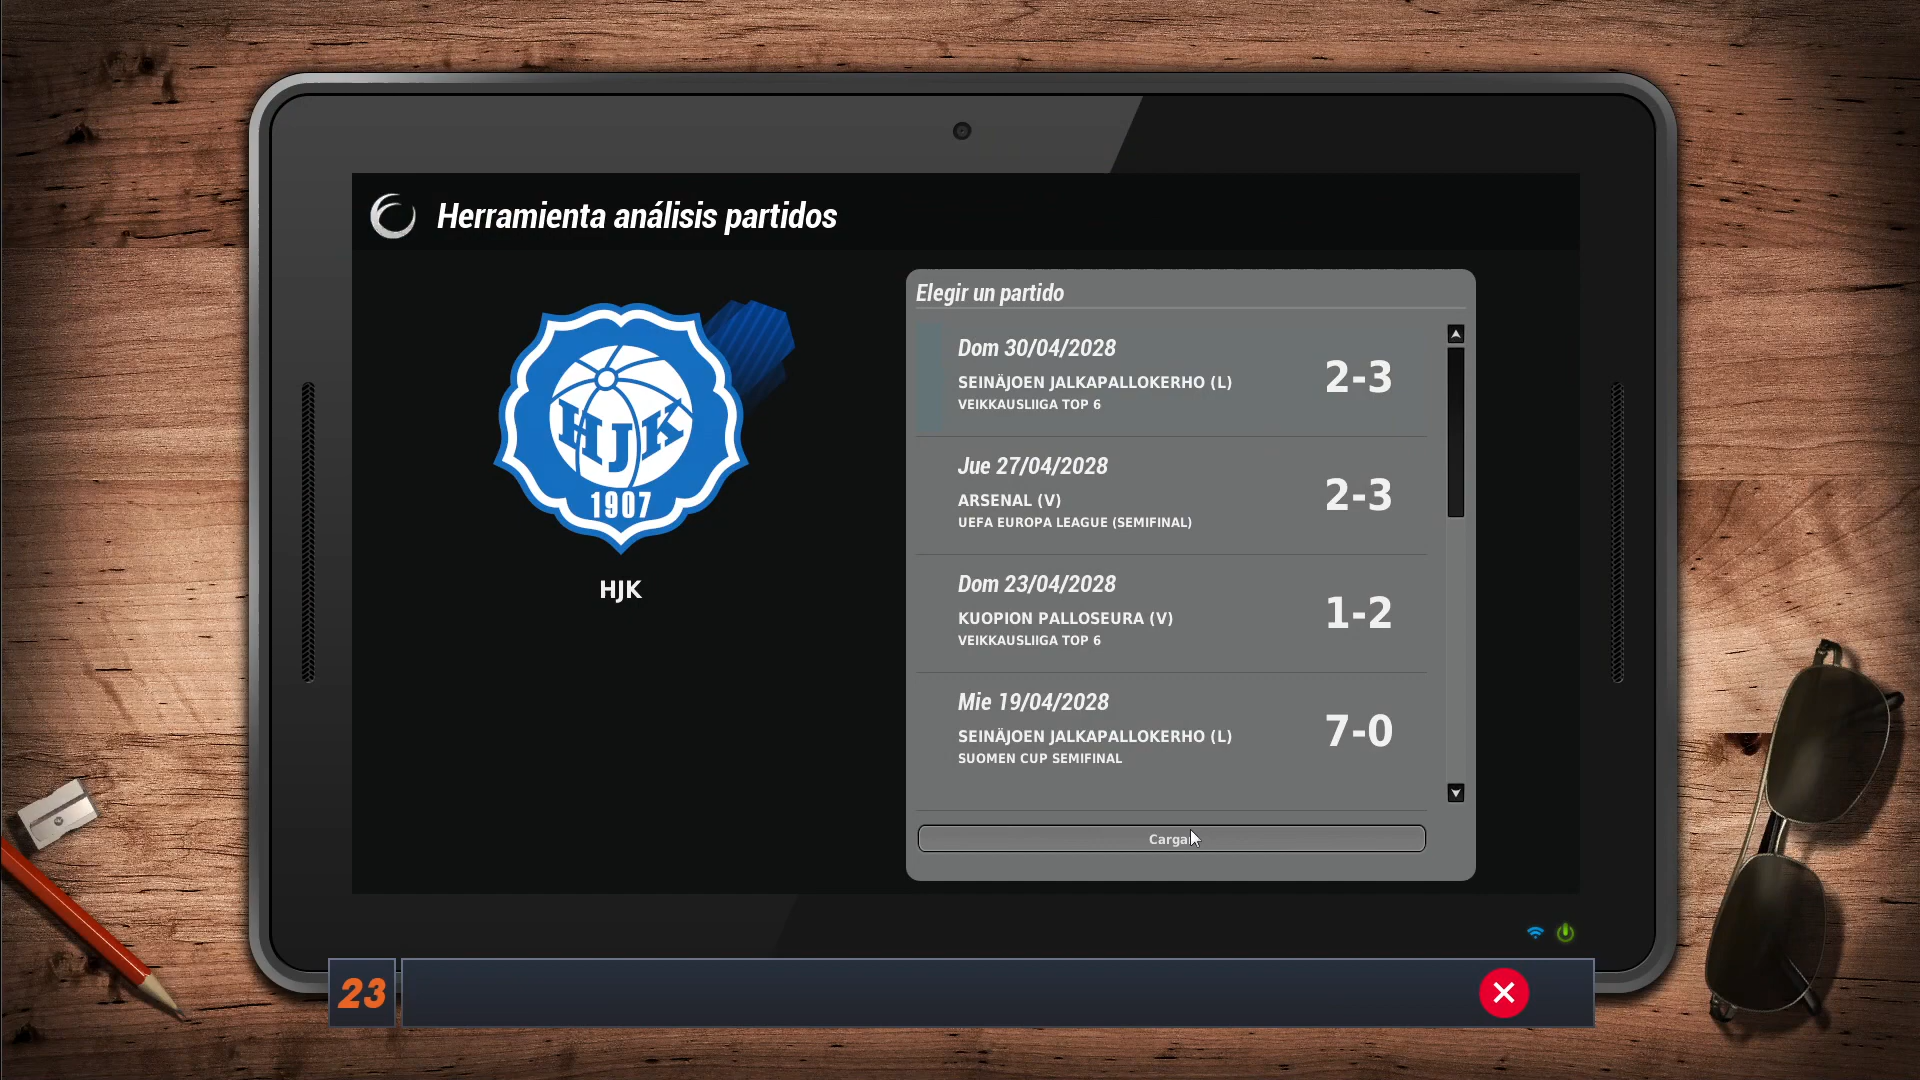 Herramienta análisis partidos
HJK
1907
HJK
Elegir un partido
Dom 30/04/2028
SEINÄJOEN JALKAPALLOKERHO (L)
VEIKKAUSLIIGA TOP 6
2-3
Jue 27/04/2028
ARSENAL (V)
UEFA EUROPA LEAGUE (SEMIFINAL)
2-3
Dom 23/04/2028
KUOPION PALLOSEURA (V)
VEIKKAUSLIIGA TOP 6
1-2
Mie 19/04/2028
SEINÄJOEN JALKAPALLOKERHO (L)
SUOMEN CUP SEMIFINAL
7-0
Cargar
23